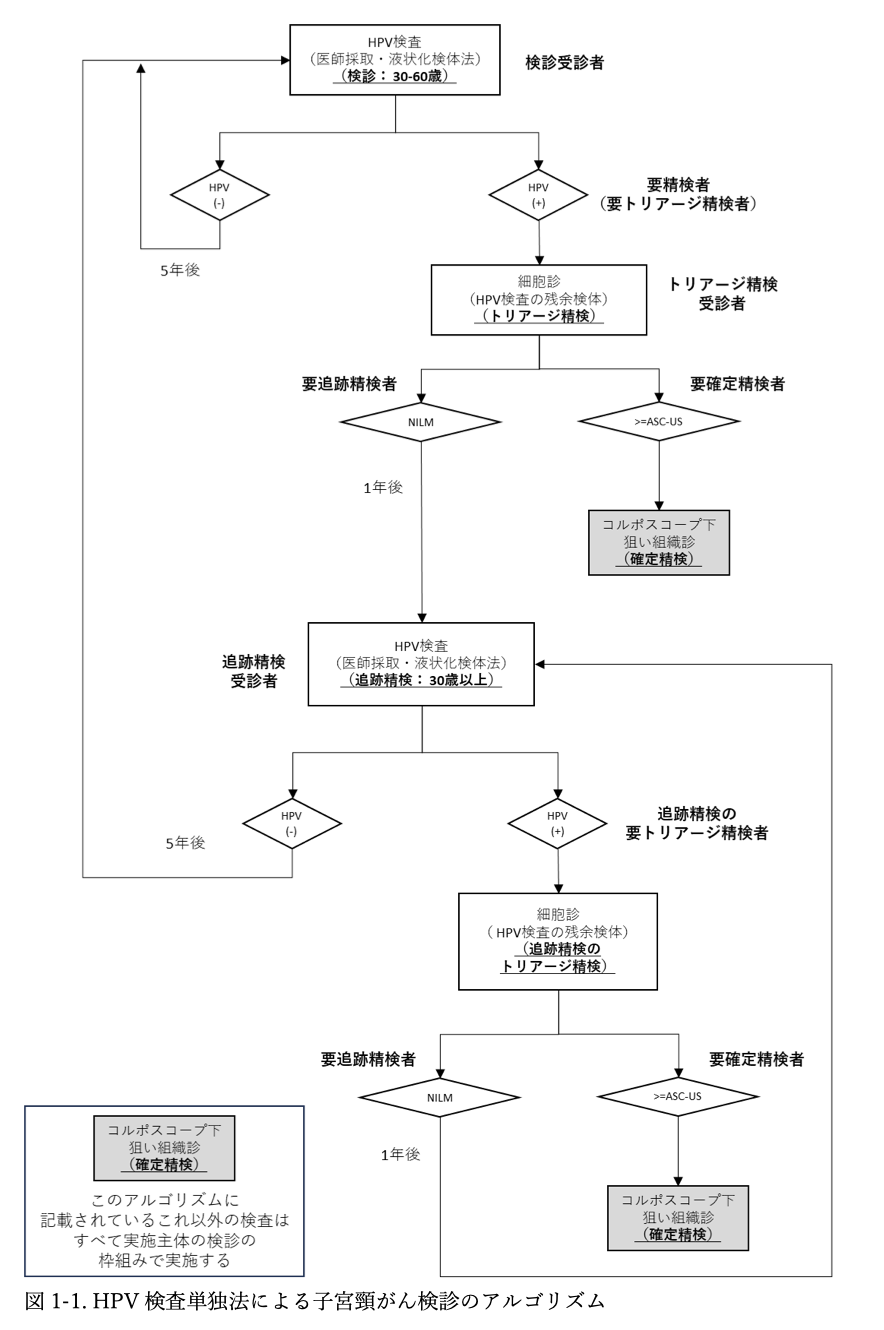 HPV検査
（医師採取・液状化検体法）
（検診： 30-60歳）
検診受診者
HPV
(-)
HPV
(+)
要精検者
（要トリアージ精検者）
5年後
細胞診
（HPV検査の残余検体）
（トリアージ精検）
トリアージ精検
受診者
要追跡精検者
要確定精検者
NILM
>=ASC-US
1年後
コルポスコープ下
狙い組織診
（確定精検）
HPV検査
（医師採取・液状化検体法）
（追跡精検： 30歳以上）
追跡精検
受診者
HPV
(-)
HPV
(+)
追跡精検の
要トリアージ精検者
5年後
細胞診
（ HPV検査の残余検体）
（追跡精検の
トリアージ精検）
要追跡精検者
要確定精検者
NILM
>=ASC-US
1年後
コルポスコープ下
狙い組織診
（確定精検）
コルポスコープ下
狙い組織診
（確定精検）
このアルゴリズムに
記載されているこれ以外の検査は
すべて実施主体の検診の
枠組みで実施する
図 1-1. HPV 検査単独法による子宮頸がん検診のアルゴリズム